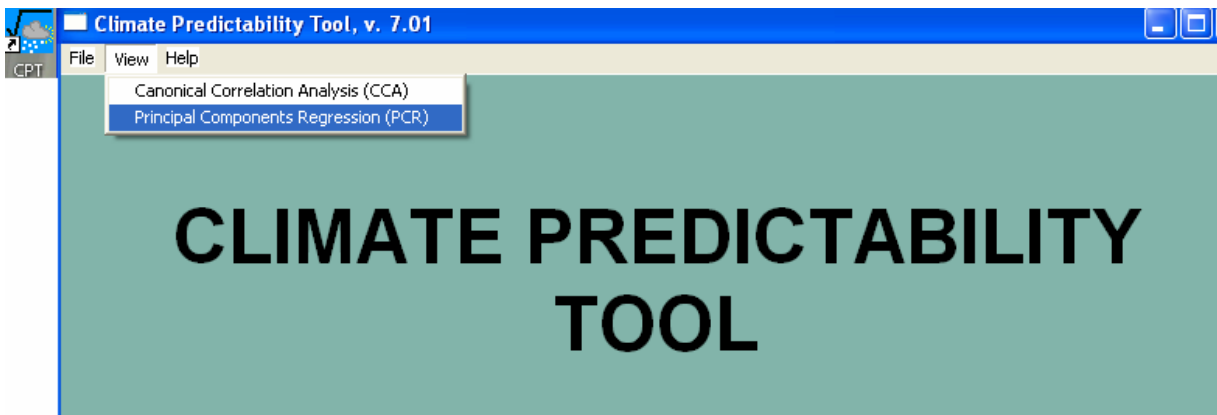 Climate Predictability Tool, v. 7.01
CPT
File View Help
Canonical Correlation Analysis (CCA)
Principal Components Regression (PCR)
CLIMATE PREDICTABILITY
TOOL